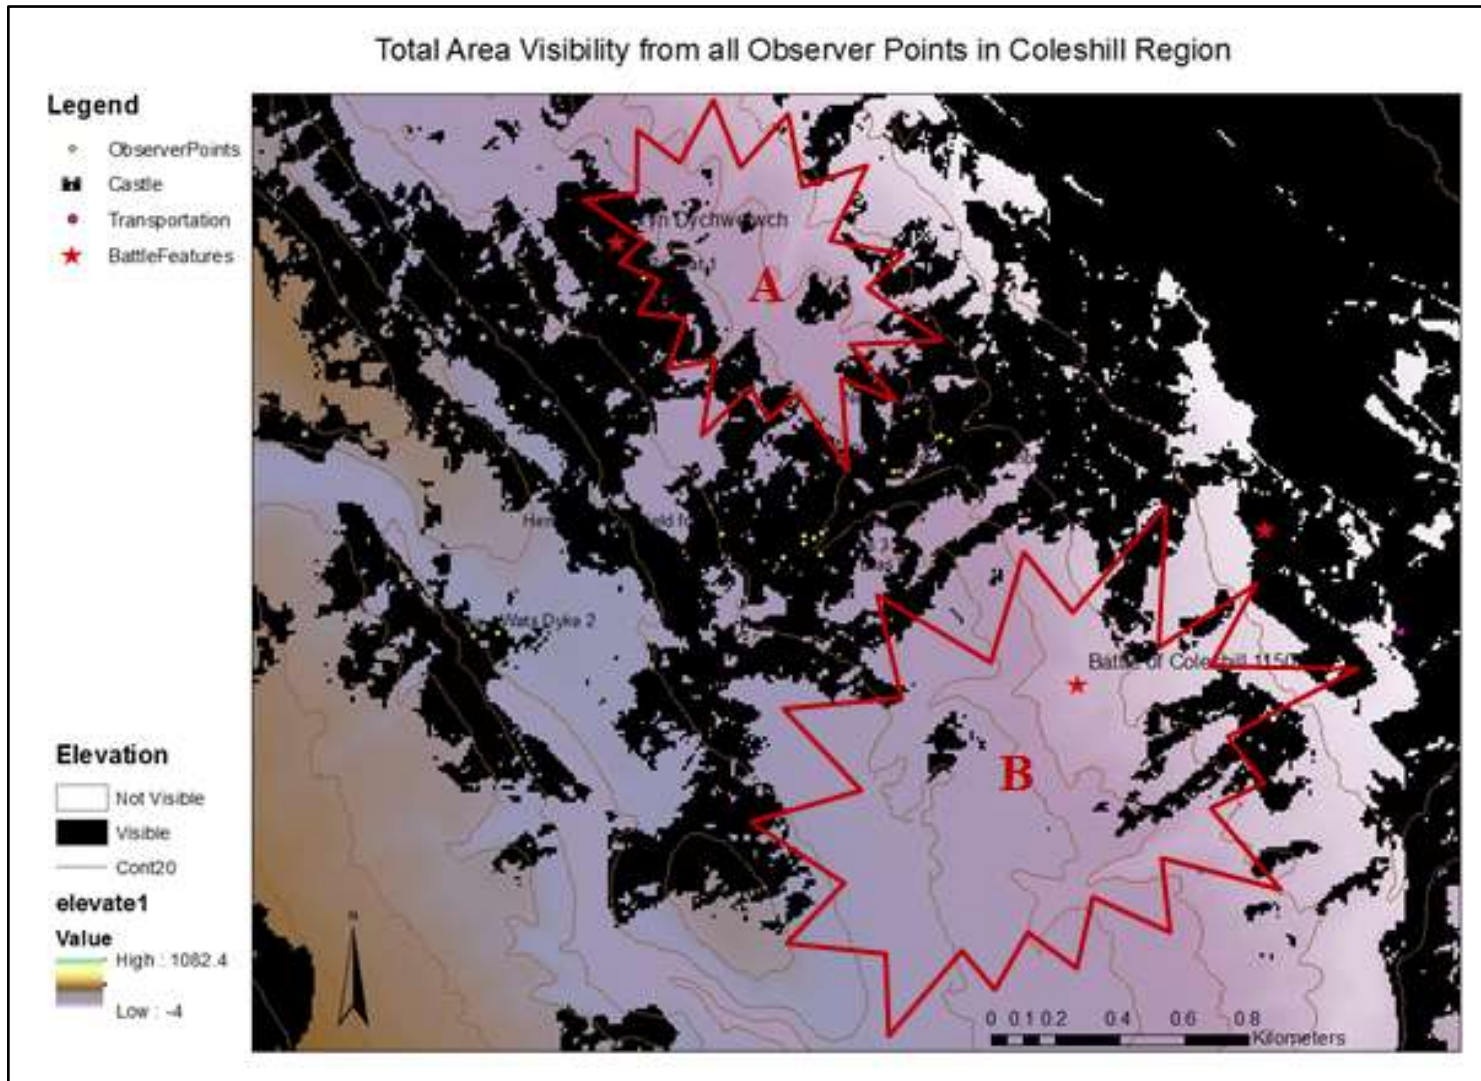 Total Area Visibility from all Observer Points in Coleshill Region
Legend
ObserverPoints
Castle
Transportation
BattleFeatures
Elevation
Not Visible
Visible
Cont20
elevate1
Value
High : 1082.4
Low : -4
N
A
Wats Dyke 2
Battle of Coleshill 1150
B
0 0.1 0.2 0.4 0.6 0.8
Kilometers